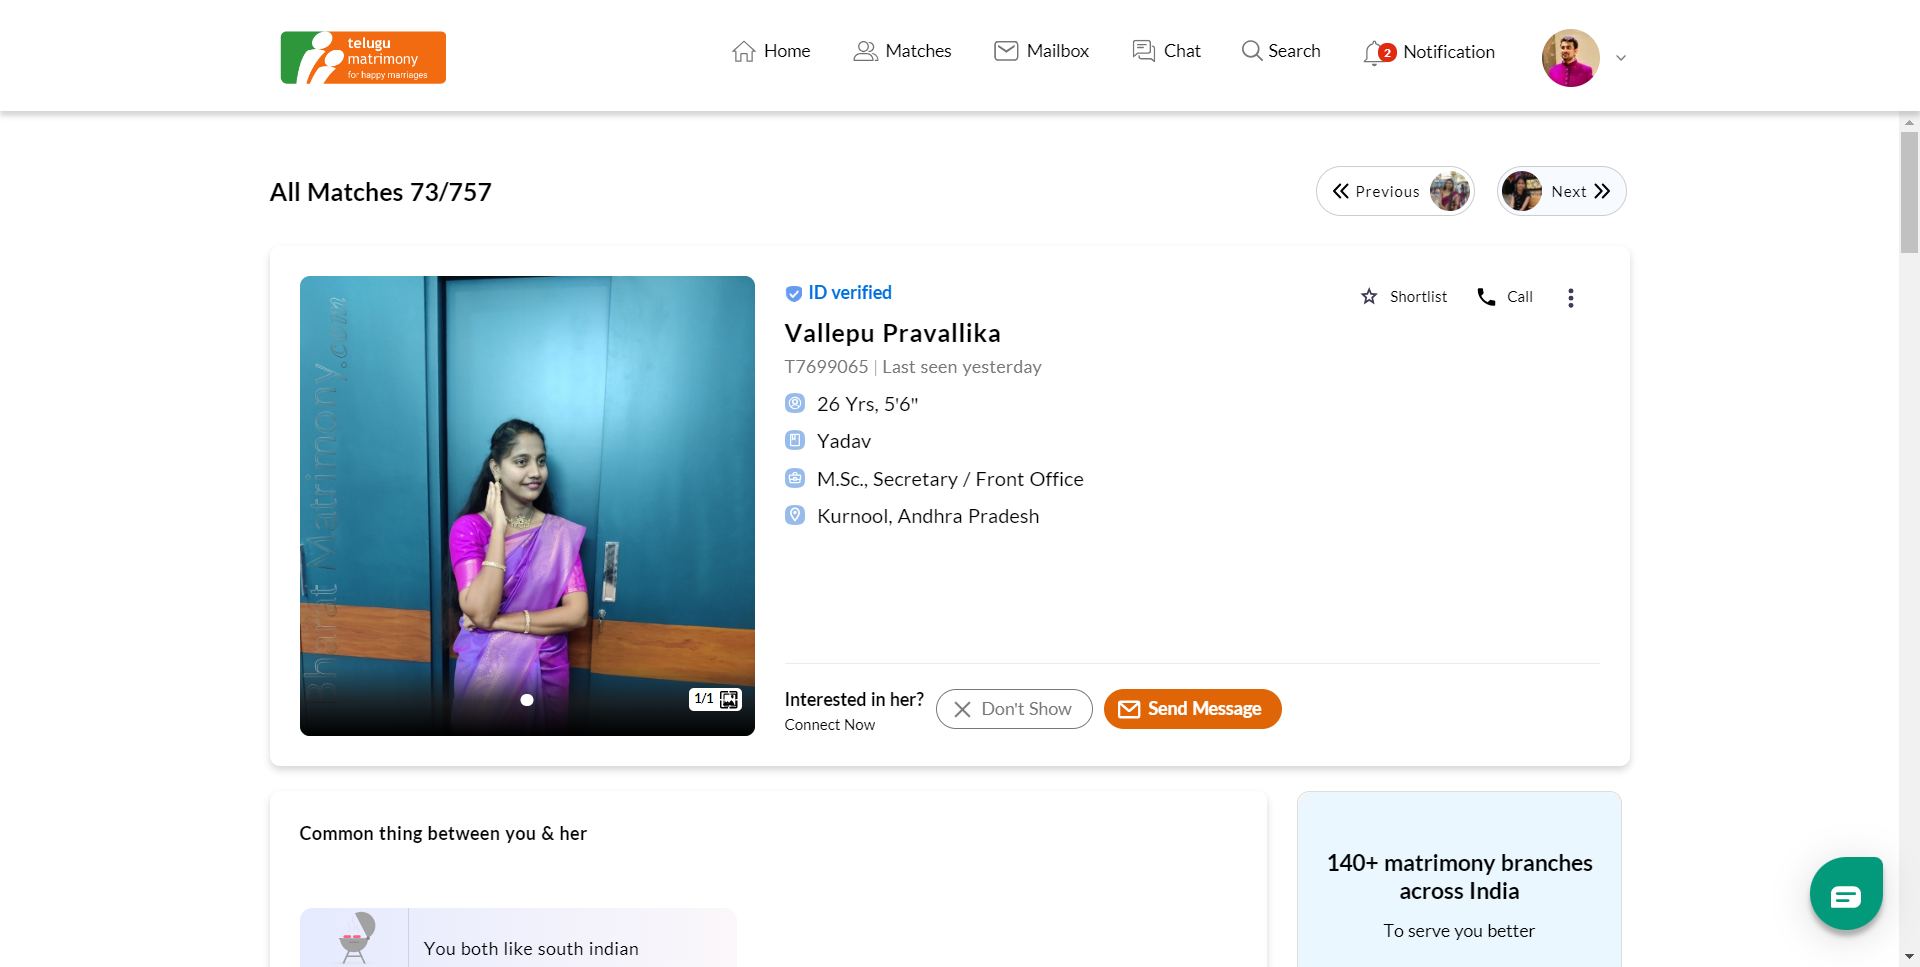 telugu
matrimony
for happy marriages
Home
Matches
Mailbox
Chat
Search
2
Notification
All Matches 73/757
Previous
Next
Bharat Matrimony.com
1/1
ID verified
Shortlist
Call
Vallepu Pravallika
T7699065 | Last seen yesterday
26 Yrs, 5'6"
Yadav
M.Sc., Secretary / Front Office
Kurnool, Andhra Pradesh
Interested in her?
Connect Now
Don't Show
Send Message
Common thing between you & her
You both like south indian
140+ matrimony branches
across India
To serve you better